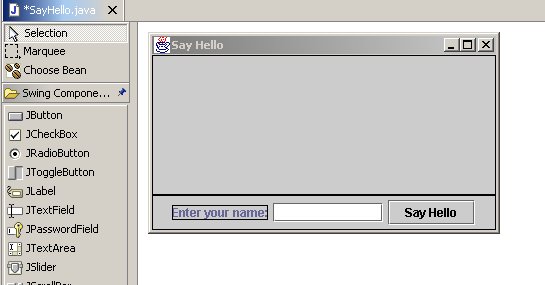 *SayHello.java
Selection
Marquee
Choose Bean
Swing Compone...
JButton
JCheckBox
JRadioButton
JToggleButton
JLabel
JTextField
JPasswordField
JTextArea
JSlider
JScrollBar
Say Hello
Enter your name:
Say Hello